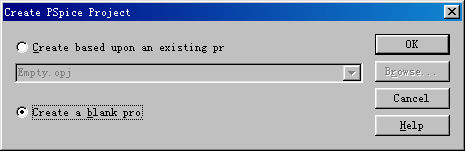 Create PSpice Project
Create based upon an existing pr
OK
Empty.opj
Browse...
Create a blank pro
Cancel
Help